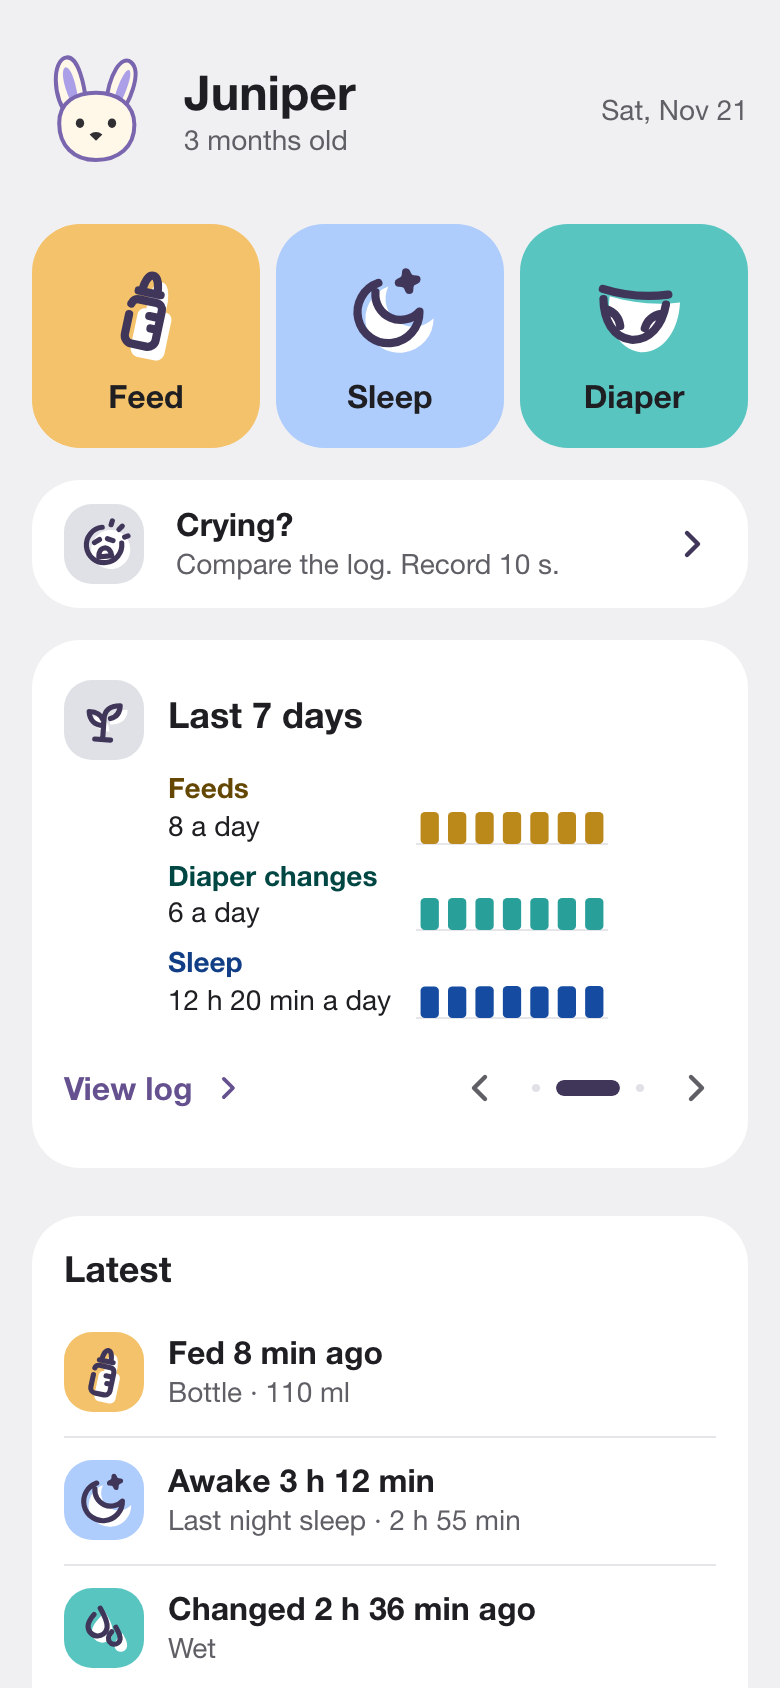 Juniper
3 months old
Sat, Nov 21
Feed
Sleep
Diaper
Crying?
Compare the log. Record 10 s.
Last 7 days
Feeds
8 a day
Diaper changes
6 a day
Sleep
12 h 20 min a day
View log
Latest
Fed 8 min ago
Bottle · 110 ml
Awake 3 h 12 min
Last night sleep · 2 h 55 min
Changed 2 h 36 min ago
Wet